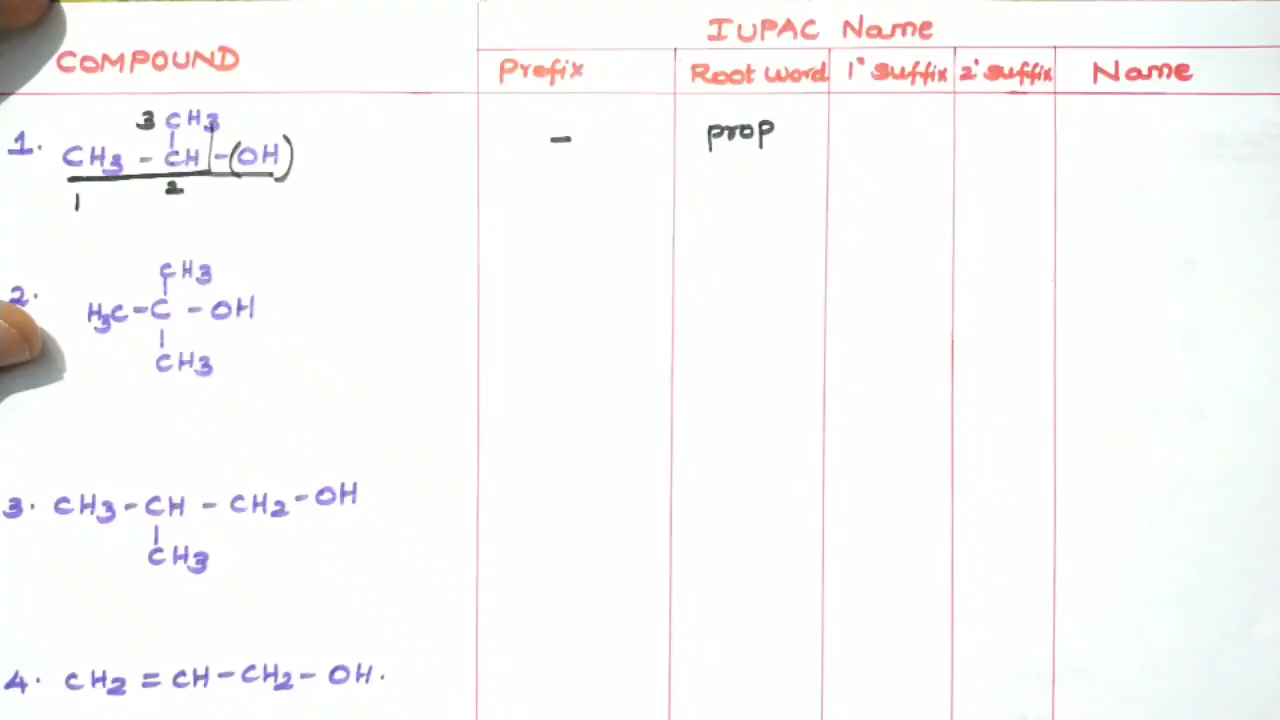 COMPOUND
IUPAC Name
Prefix Root word 1° suffix 2° suffix Name
3 CH3
1. CH3 - CH -(OH) - prop
1 2
CH3
2. H3C-C-OH
CH3
3. CH3-CH-CH2-OH
CH3
4. CH2=CH-CH2-OH.